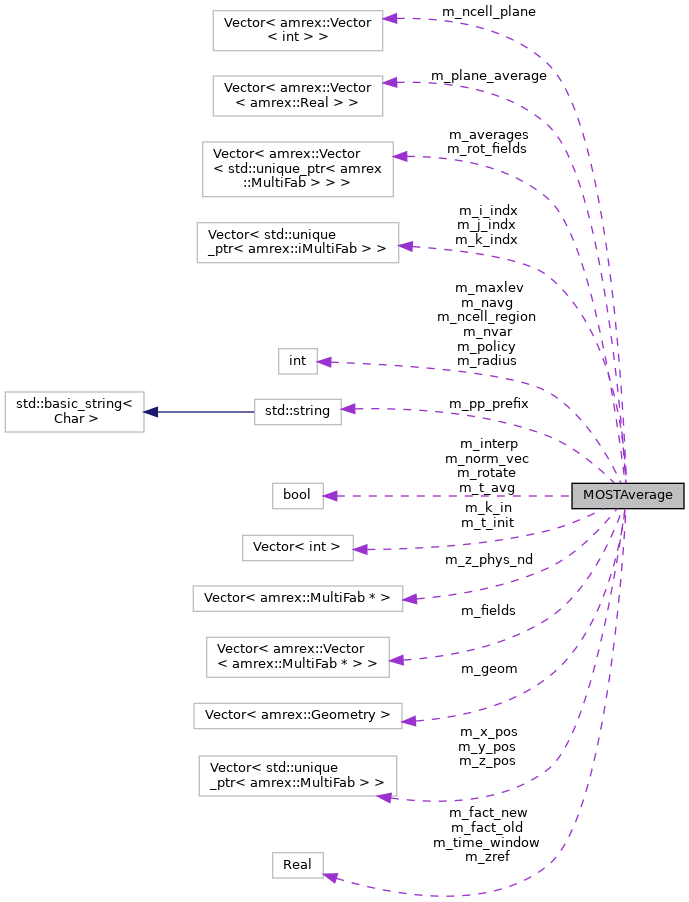 m_ncell_plane
Vector< amrex::Vector
< int > >
m_plane_average
Vector< amrex::Vector
< amrex::Real > >
m_averages
m_rot_fields
Vector< amrex::Vector
< std::unique_ptr< amrex
::MultiFab > > >
m_i_indx
m_j_indx
m_k_indx
Vector< std::unique
_ptr< amrex::iMultiFab > >
m_maxlev
m_navg
m_ncell_region
m_nvar
m_policy
m_radius
int
std::basic_string<
Char >
std::string
m_pp_prefix
m_interp
m_norm_vec
m_rotate
m_t_avg
bool
MOSTAverage
m_k_in
m_t_init
Vector< int >
m_z_phys_nd
Vector< amrex::MultiFab * >
m_fields
Vector< amrex::Vector
< amrex::MultiFab * > >
m_geom
Vector< amrex::Geometry >
m_x_pos
m_y_pos
m_z_pos
Vector< std::unique
_ptr< amrex::MultiFab > >
m_fact_new
m_fact_old
m_time_window
m_zref
Real